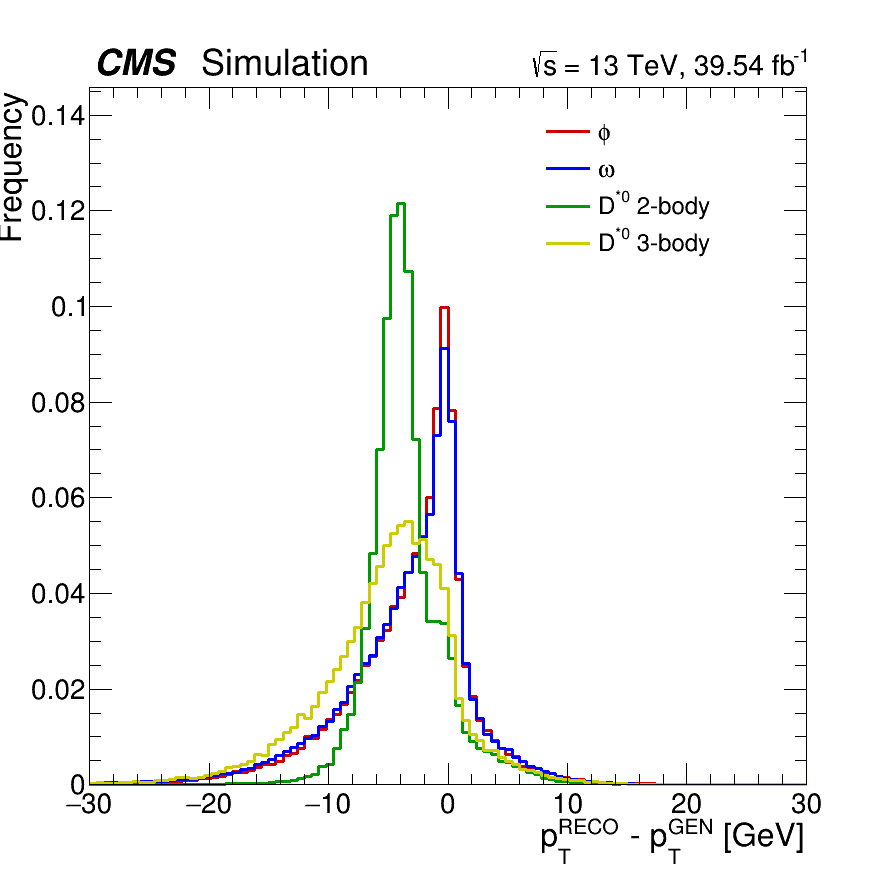 CMS Simulation
√s = 13 TeV, 39.54 fb⁻¹
Frequency
ϕ
ω
D*⁰ 2-body
D*⁰ 3-body
0.14
0.12
0.1
0.08
0.06
0.04
0.02
0
−30 −20 −10 0 10 20 30
p_T^RECO - p_T^GEN [GeV]